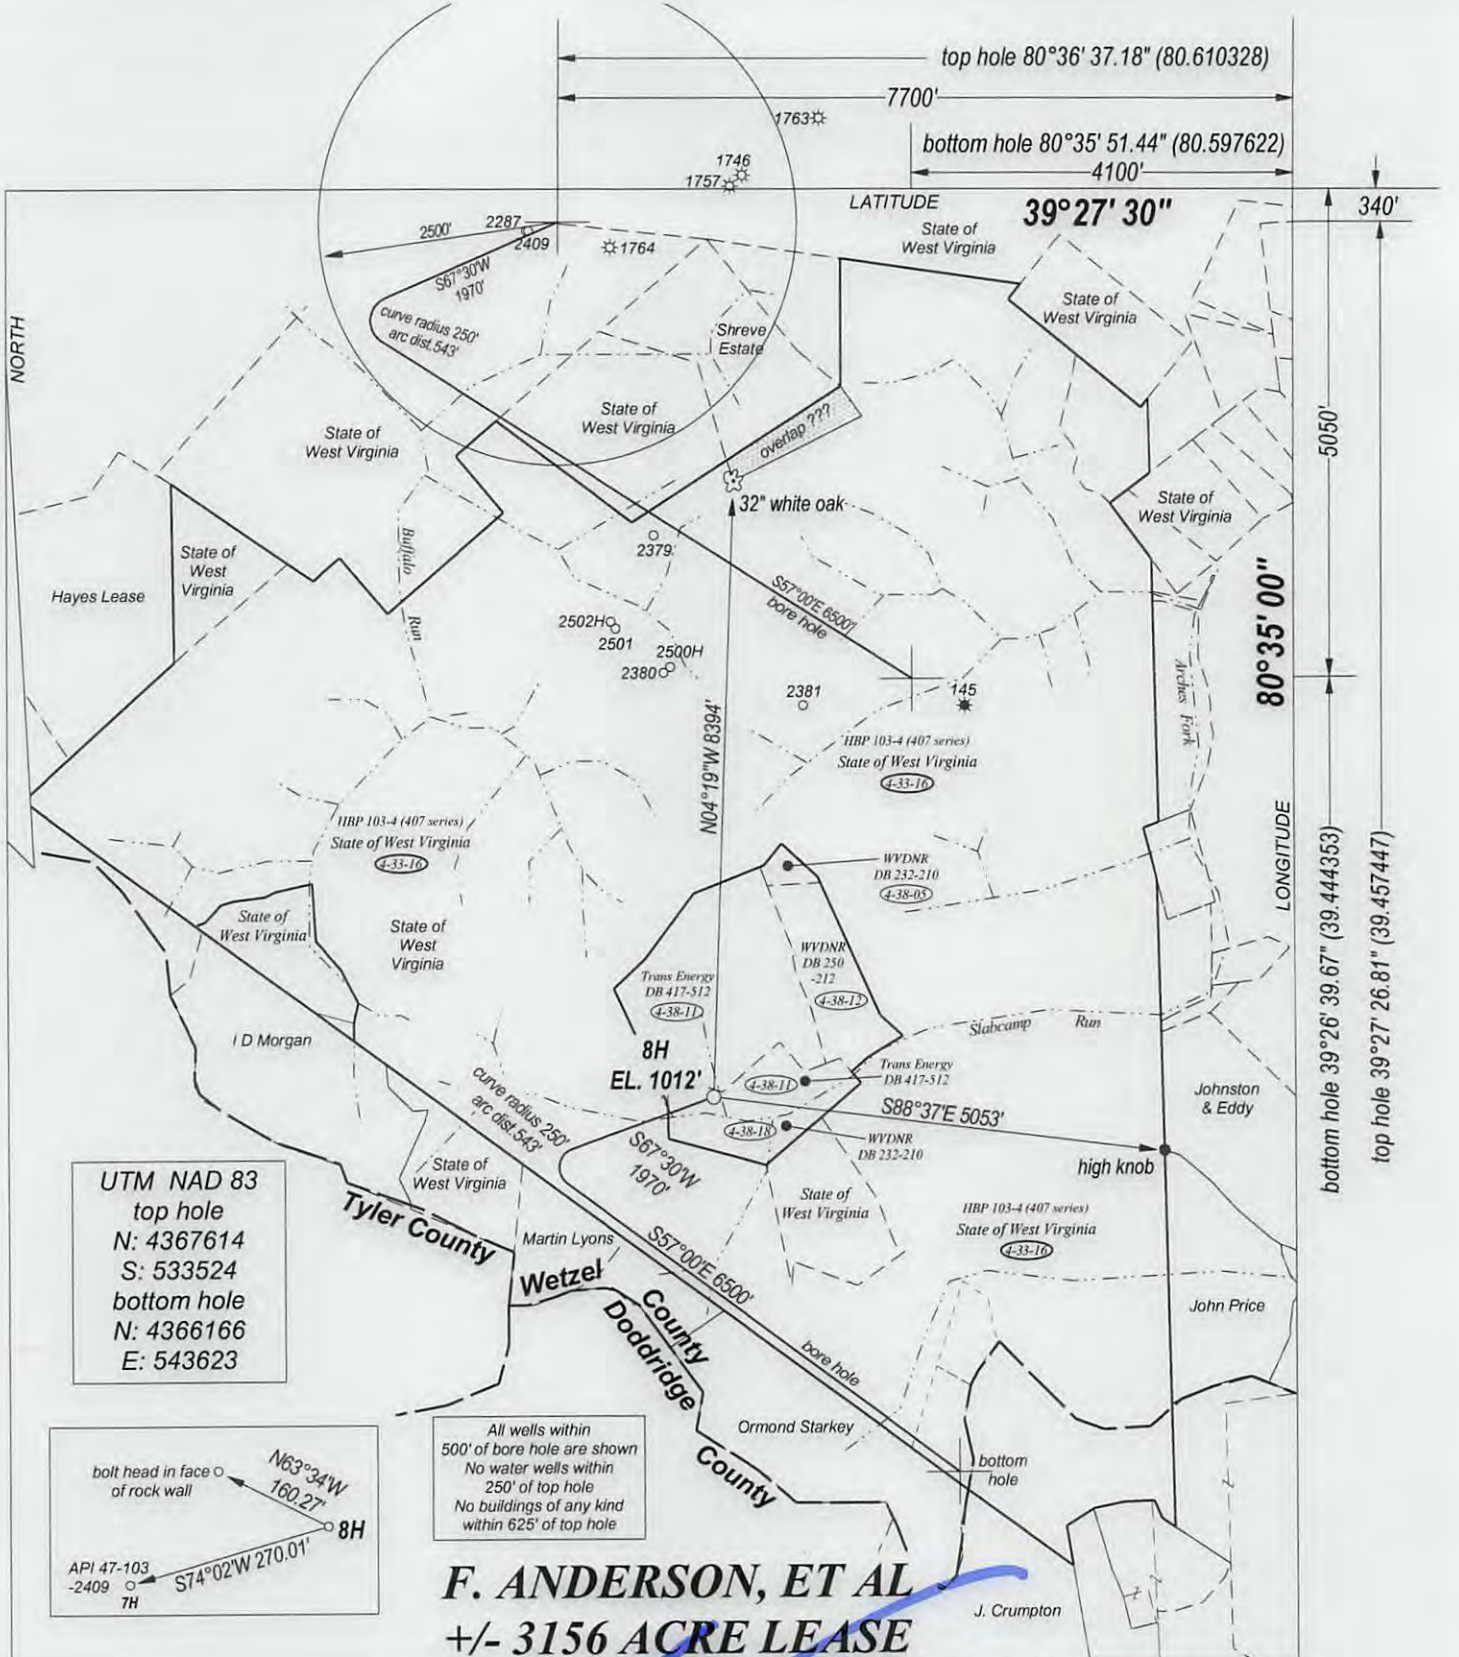 top hole 80°36' 37.18" (80.610328)
7700'
1763
bottom hole 80°35' 51.44" (80.597622)
4100'
1746
1757
LATITUDE
39°27' 30"
340'
State of
West Virginia
2500'
2287
2409
1764
S67°30'W
1970'
curve radius 250'
arc dist.543'
Shreve
Estate
State of
West Virginia
NORTH
State of
West Virginia
State of
West Virginia
overlap ???
5050'
32" white oak
State of
West Virginia
2379
Buffalo
Run
State of
West
Virginia
Hayes Lease
S57°00'E 6500'
bore hole
80°35' 00"
2502H
2501
2500H
2380
2381
145
Arches Fork
N04°19"W 8394'
HBP 103-4 (407 series)
State of West Virginia
4-33-16
HBP 103-4 (407 series)
State of West Virginia
4-33-16
LONGITUDE
bottom hole 39°26' 39.67" (39.444353)
top hole 39°27' 26.81" (39.457447)
WVDNR
DB 232-210
4-38-05
State of
West Virginia
State of
West
Virginia
WVDNR
DB 250
-212
4-38-12
Trans Energy
DB 417-512
4-38-11
Slabcamp Run
I D Morgan
8H
EL. 1012'
Trans Energy
DB 417-512
4-38-11
S88°37'E 5053'
Johnston
& Eddy
curve radius 250'
arc dist.543'
4-38-18
WVDNR
DB 232-210
high knob
S67°30'W
1970'
State of
West Virginia
State of
West Virginia
HBP 103-4 (407 series)
State of West Virginia
4-33-16
UTM NAD 83
top hole
N: 4367614
S: 533524
bottom hole
N: 4366166
E: 543623
Tyler County
Martin Lyons
Wetzel
County
Doddridge
County
S57°00'E 6500'
bore hole
John Price
Ormond Starkey
bottom
hole
All wells within
500' of bore hole are shown
No water wells within
250' of top hole
No buildings of any kind
within 625' of top hole
bolt head in face
of rock wall
N63°34'W
160.27'
8H
API 47-103
-2409
7H
S74°02'W 270.01'
F. ANDERSON, ET AL
+/- 3156 ACRE LEASE
J. Crumpton